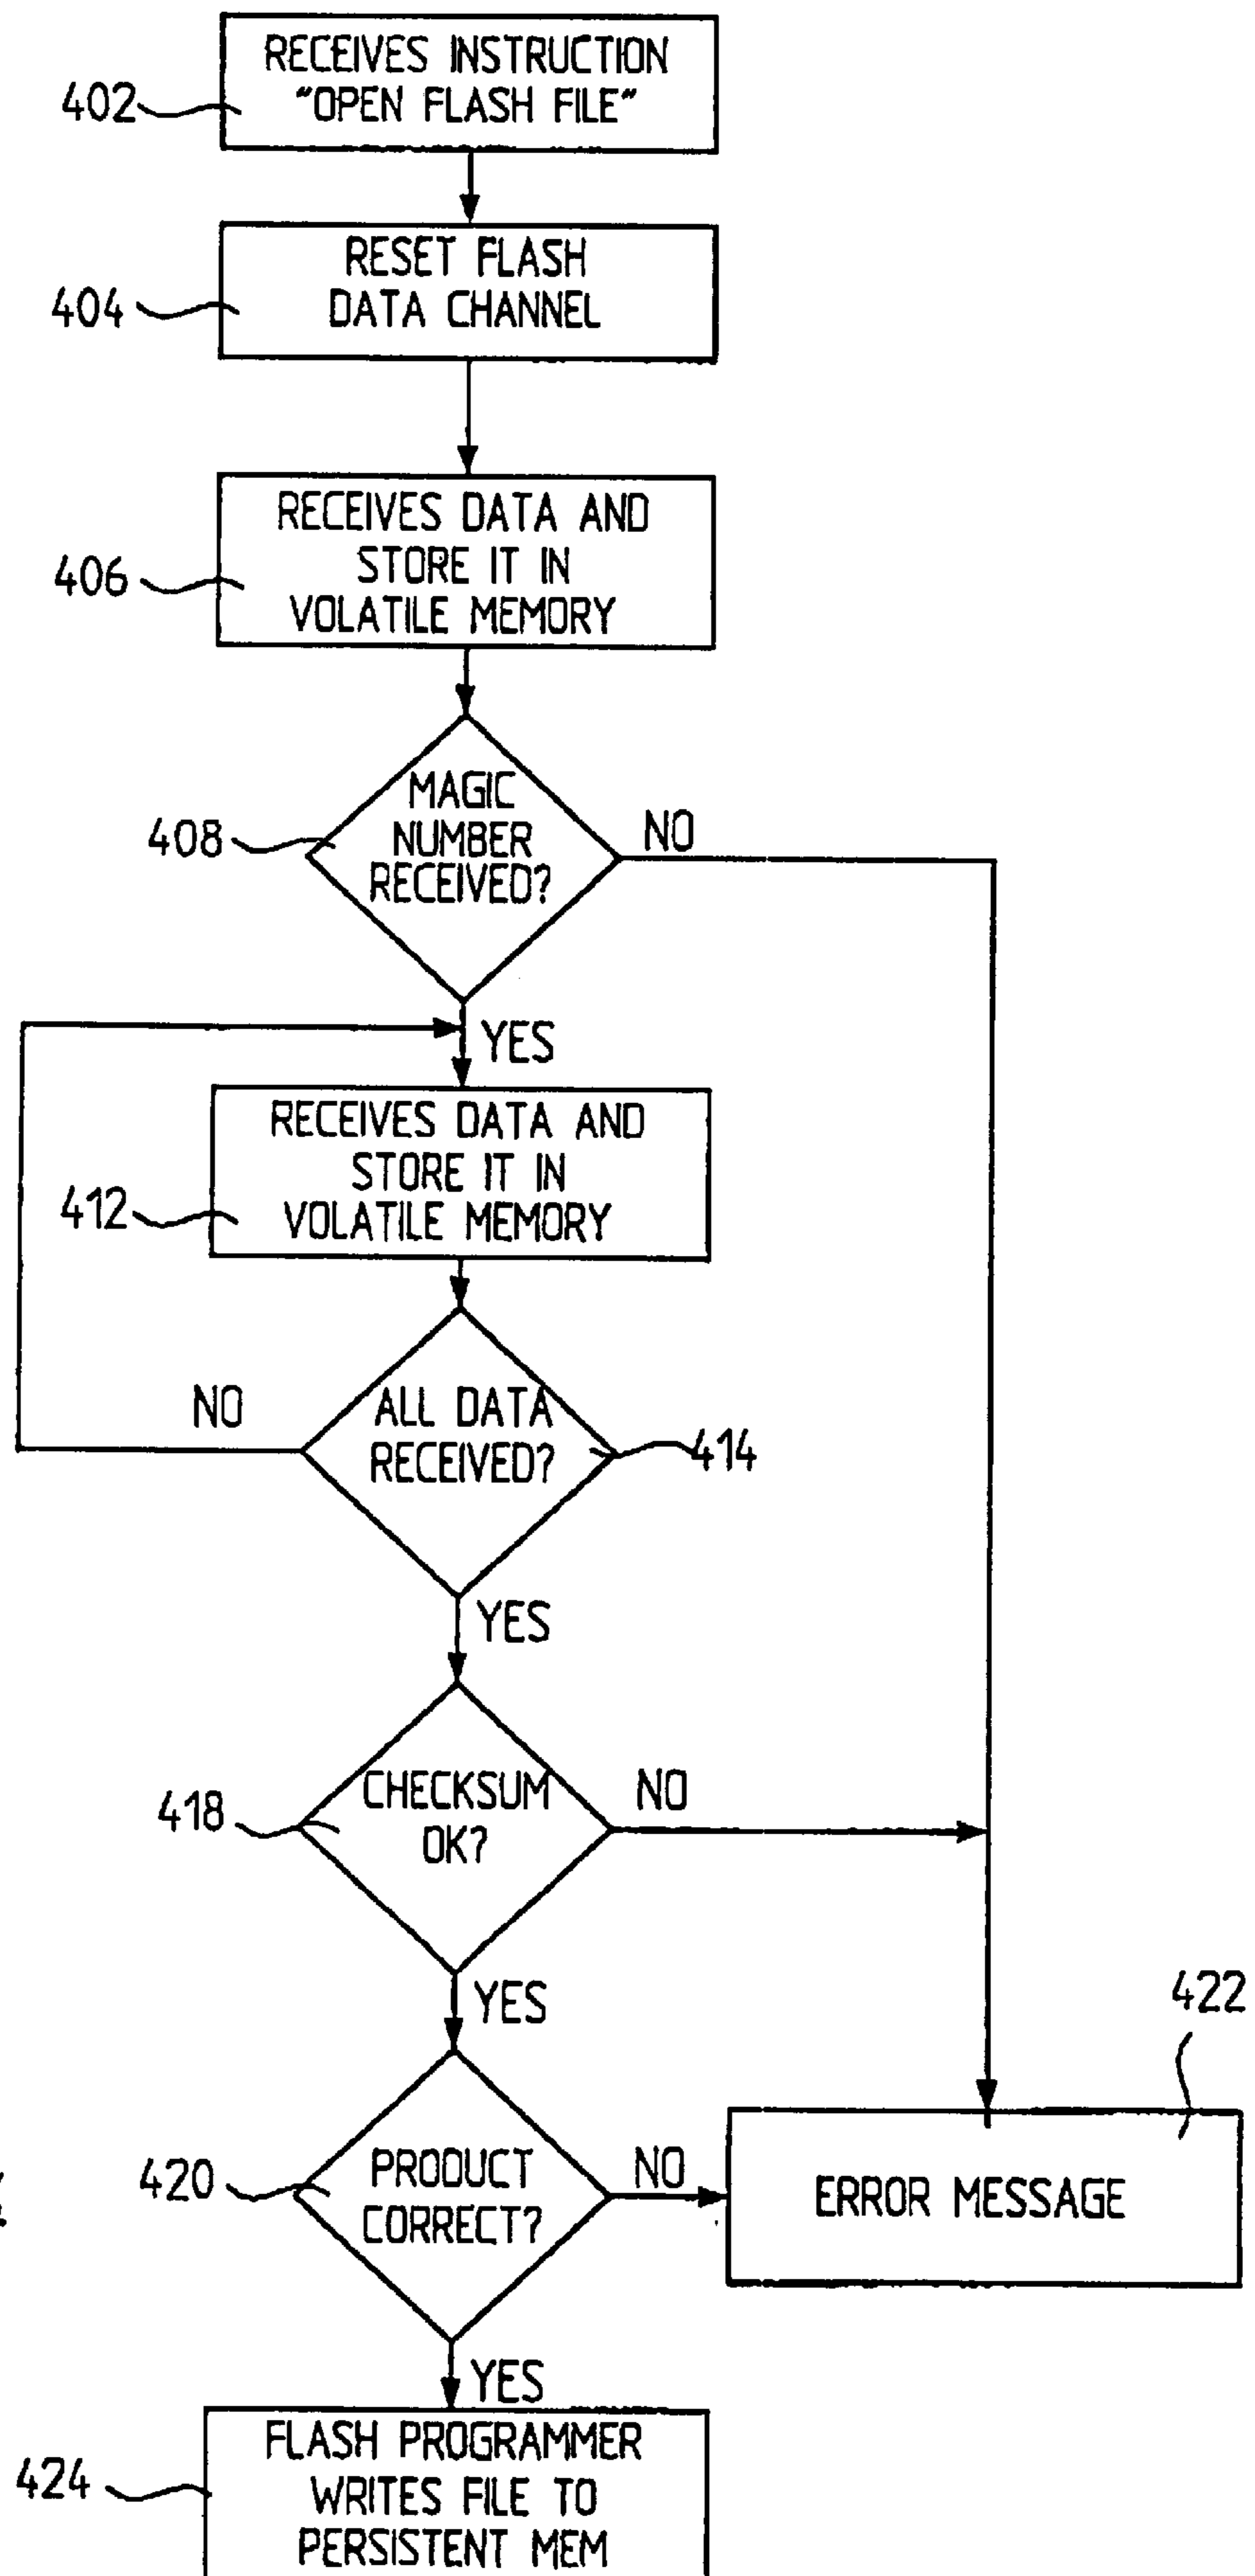 RECEIVES INSTRUCTION
"OPEN FLASH FILE"
402
RESET FLASH
DATA CHANNEL
404
RECEIVES DATA AND
STORE IT IN
VOLATILE MEMORY
406
MAGIC
NUMBER
RECEIVED?
408
NO
YES
RECEIVES DATA AND
STORE IT IN
VOLATILE MEMORY
412
NO
ALL DATA
RECEIVED?
414
YES
CHECKSUM
OK?
418
NO
YES
422
PRODUCT
CORRECT?
420
NO
ERROR MESSAGE
YES
FLASH PROGRAMMER
WRITES FILE TO
PERSISTENT MEM
424